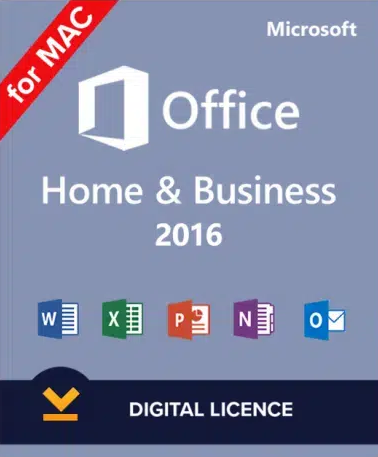 for MAC
Microsoft
Office
Home & Business
2016
W X P N O
DIGITAL LICENCE